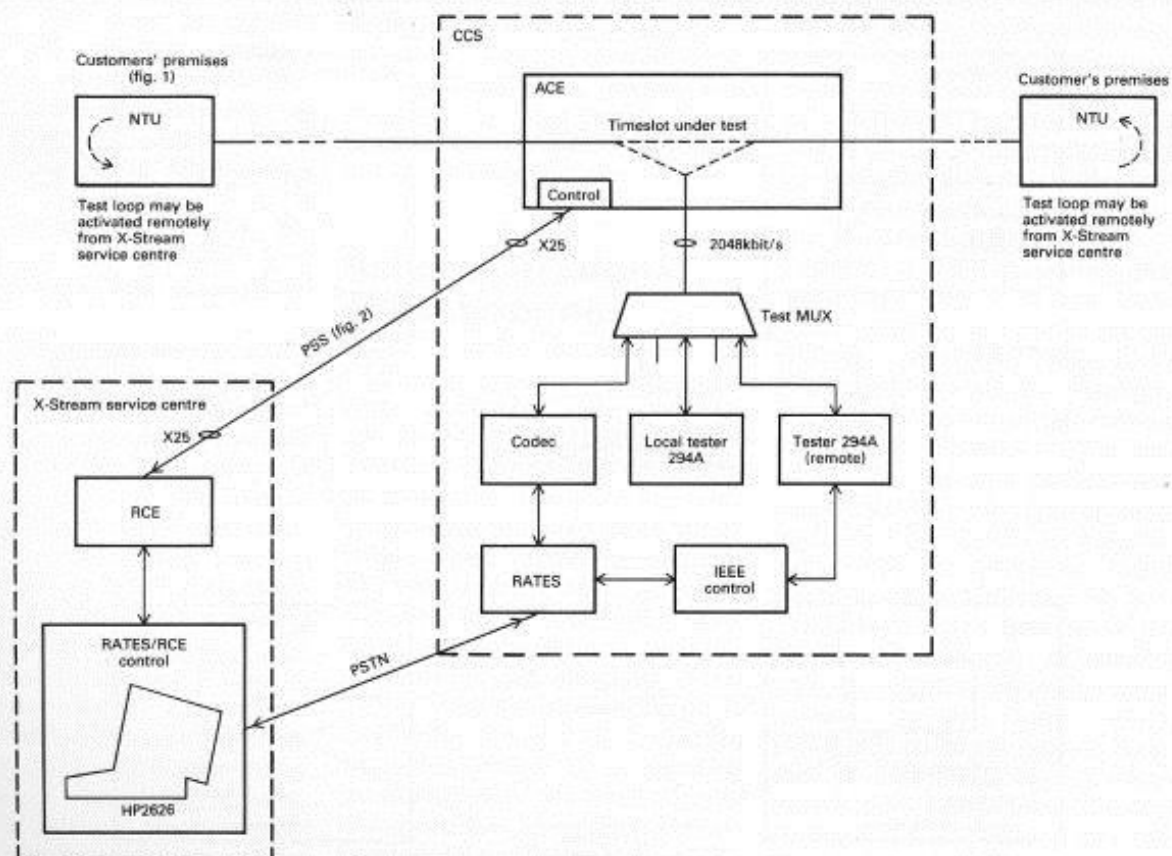 CCS
Customers' premises
(fig. 1)
NTU
Test loop may be
activated remotely
from X-Stream
service centre
ACE
Timeslot under test
Control
Customer's premises
NTU
Test loop may be
activated remotely
from X-Stream
service centre
X25
2048kbit/s
PSS (fig. 2)
Test MUX
Codec
Local tester
294A
Tester 294A
(remote)
RATES
IEEE
control
X-Stream service centre
X25
RCE
RATES/RCE
control
HP2626
PSTN